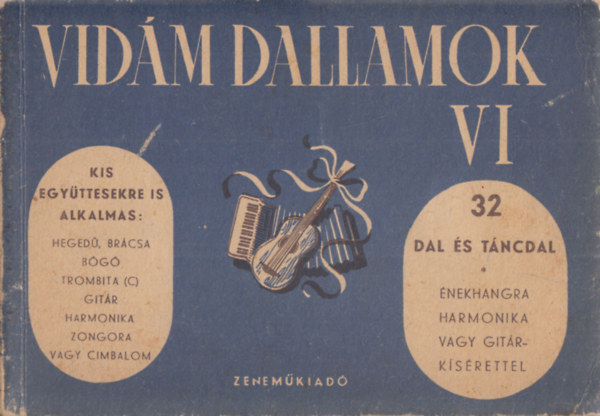 VIDÁM DALLAMOK
VI
KIS
EGYÜTTESEKRE IS
ALKALMAS:
HEGEDŰ, BRÁCSA
BŐGŐ
TROMBITA (C)
GITÁR
HARMONIKA
ZONGORA
VAGY CIMBALOM
32
DAL ÉS TÁNCDAL
•
ÉNEKHANGRA
HARMONIKA
VAGY GITÁR-
KÍSÉRETTEL
ZENEMŰKIADÓ